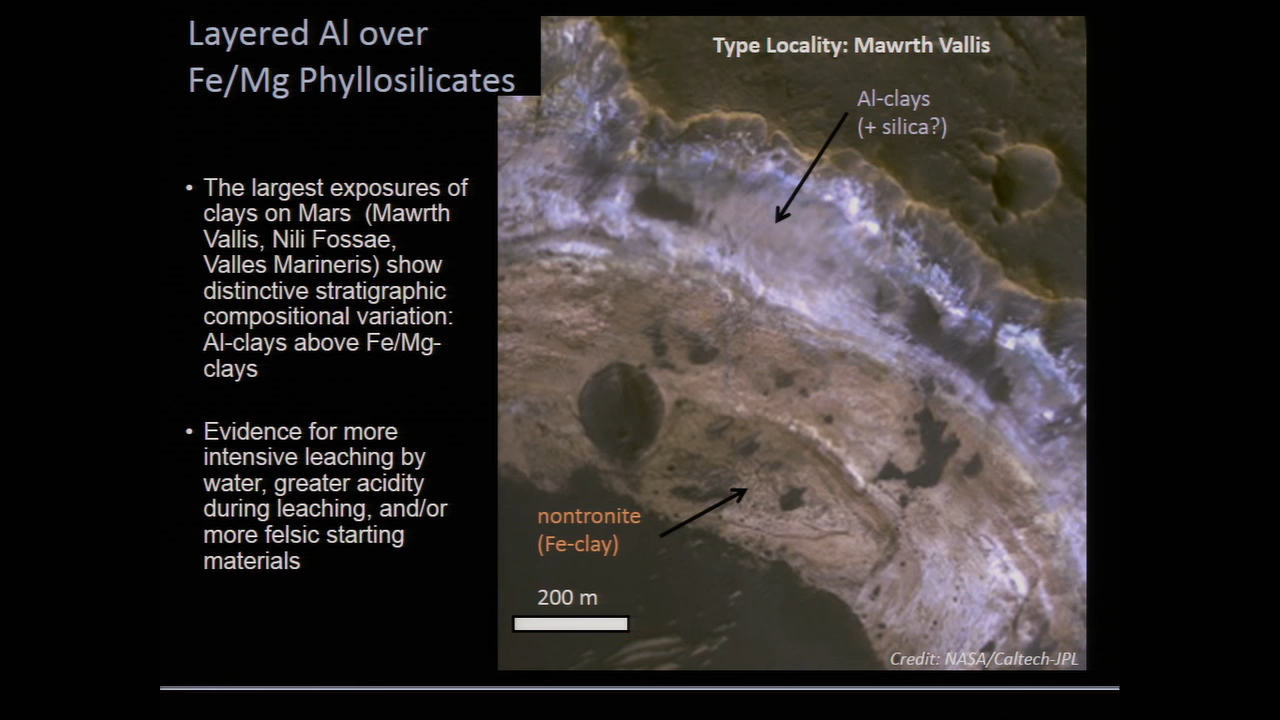 Layered Al over
Fe/Mg Phyllosilicates
• The largest exposures of
clays on Mars (Mawrth
Vallis, Nili Fossae,
Valles Marineris) show
distinctive stratigraphic
compositional variation:
Al-clays above Fe/Mg-
clays
• Evidence for more
intensive leaching by
water, greater acidity
during leaching, and/or
more felsic starting
materials
Type Locality: Mawrth Vallis
Al-clays
(+ silica?)
nontronite
(Fe-clay)
200 m
Credit: NASA/Caltech-JPL